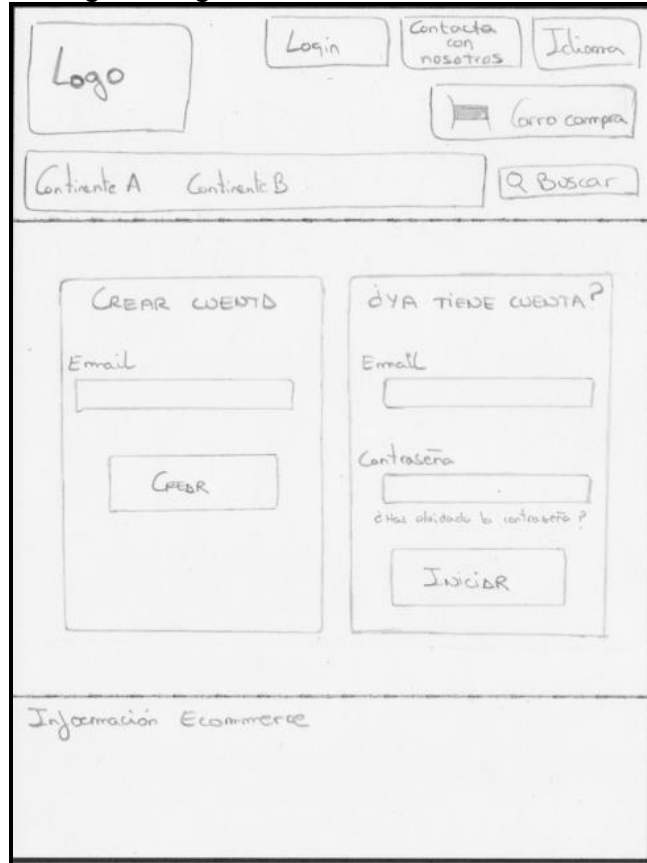 Logo
Login
Contacta
con
nosotros
Idioma
Carro compra
Continente A Continente B
Buscar
CREAR CUENTA
Email
CREAR
¿YA TIENE CUENTA?
Email
Contraseña
¿Has olvidado la contraseña?
INICIAR
Información Ecommerce